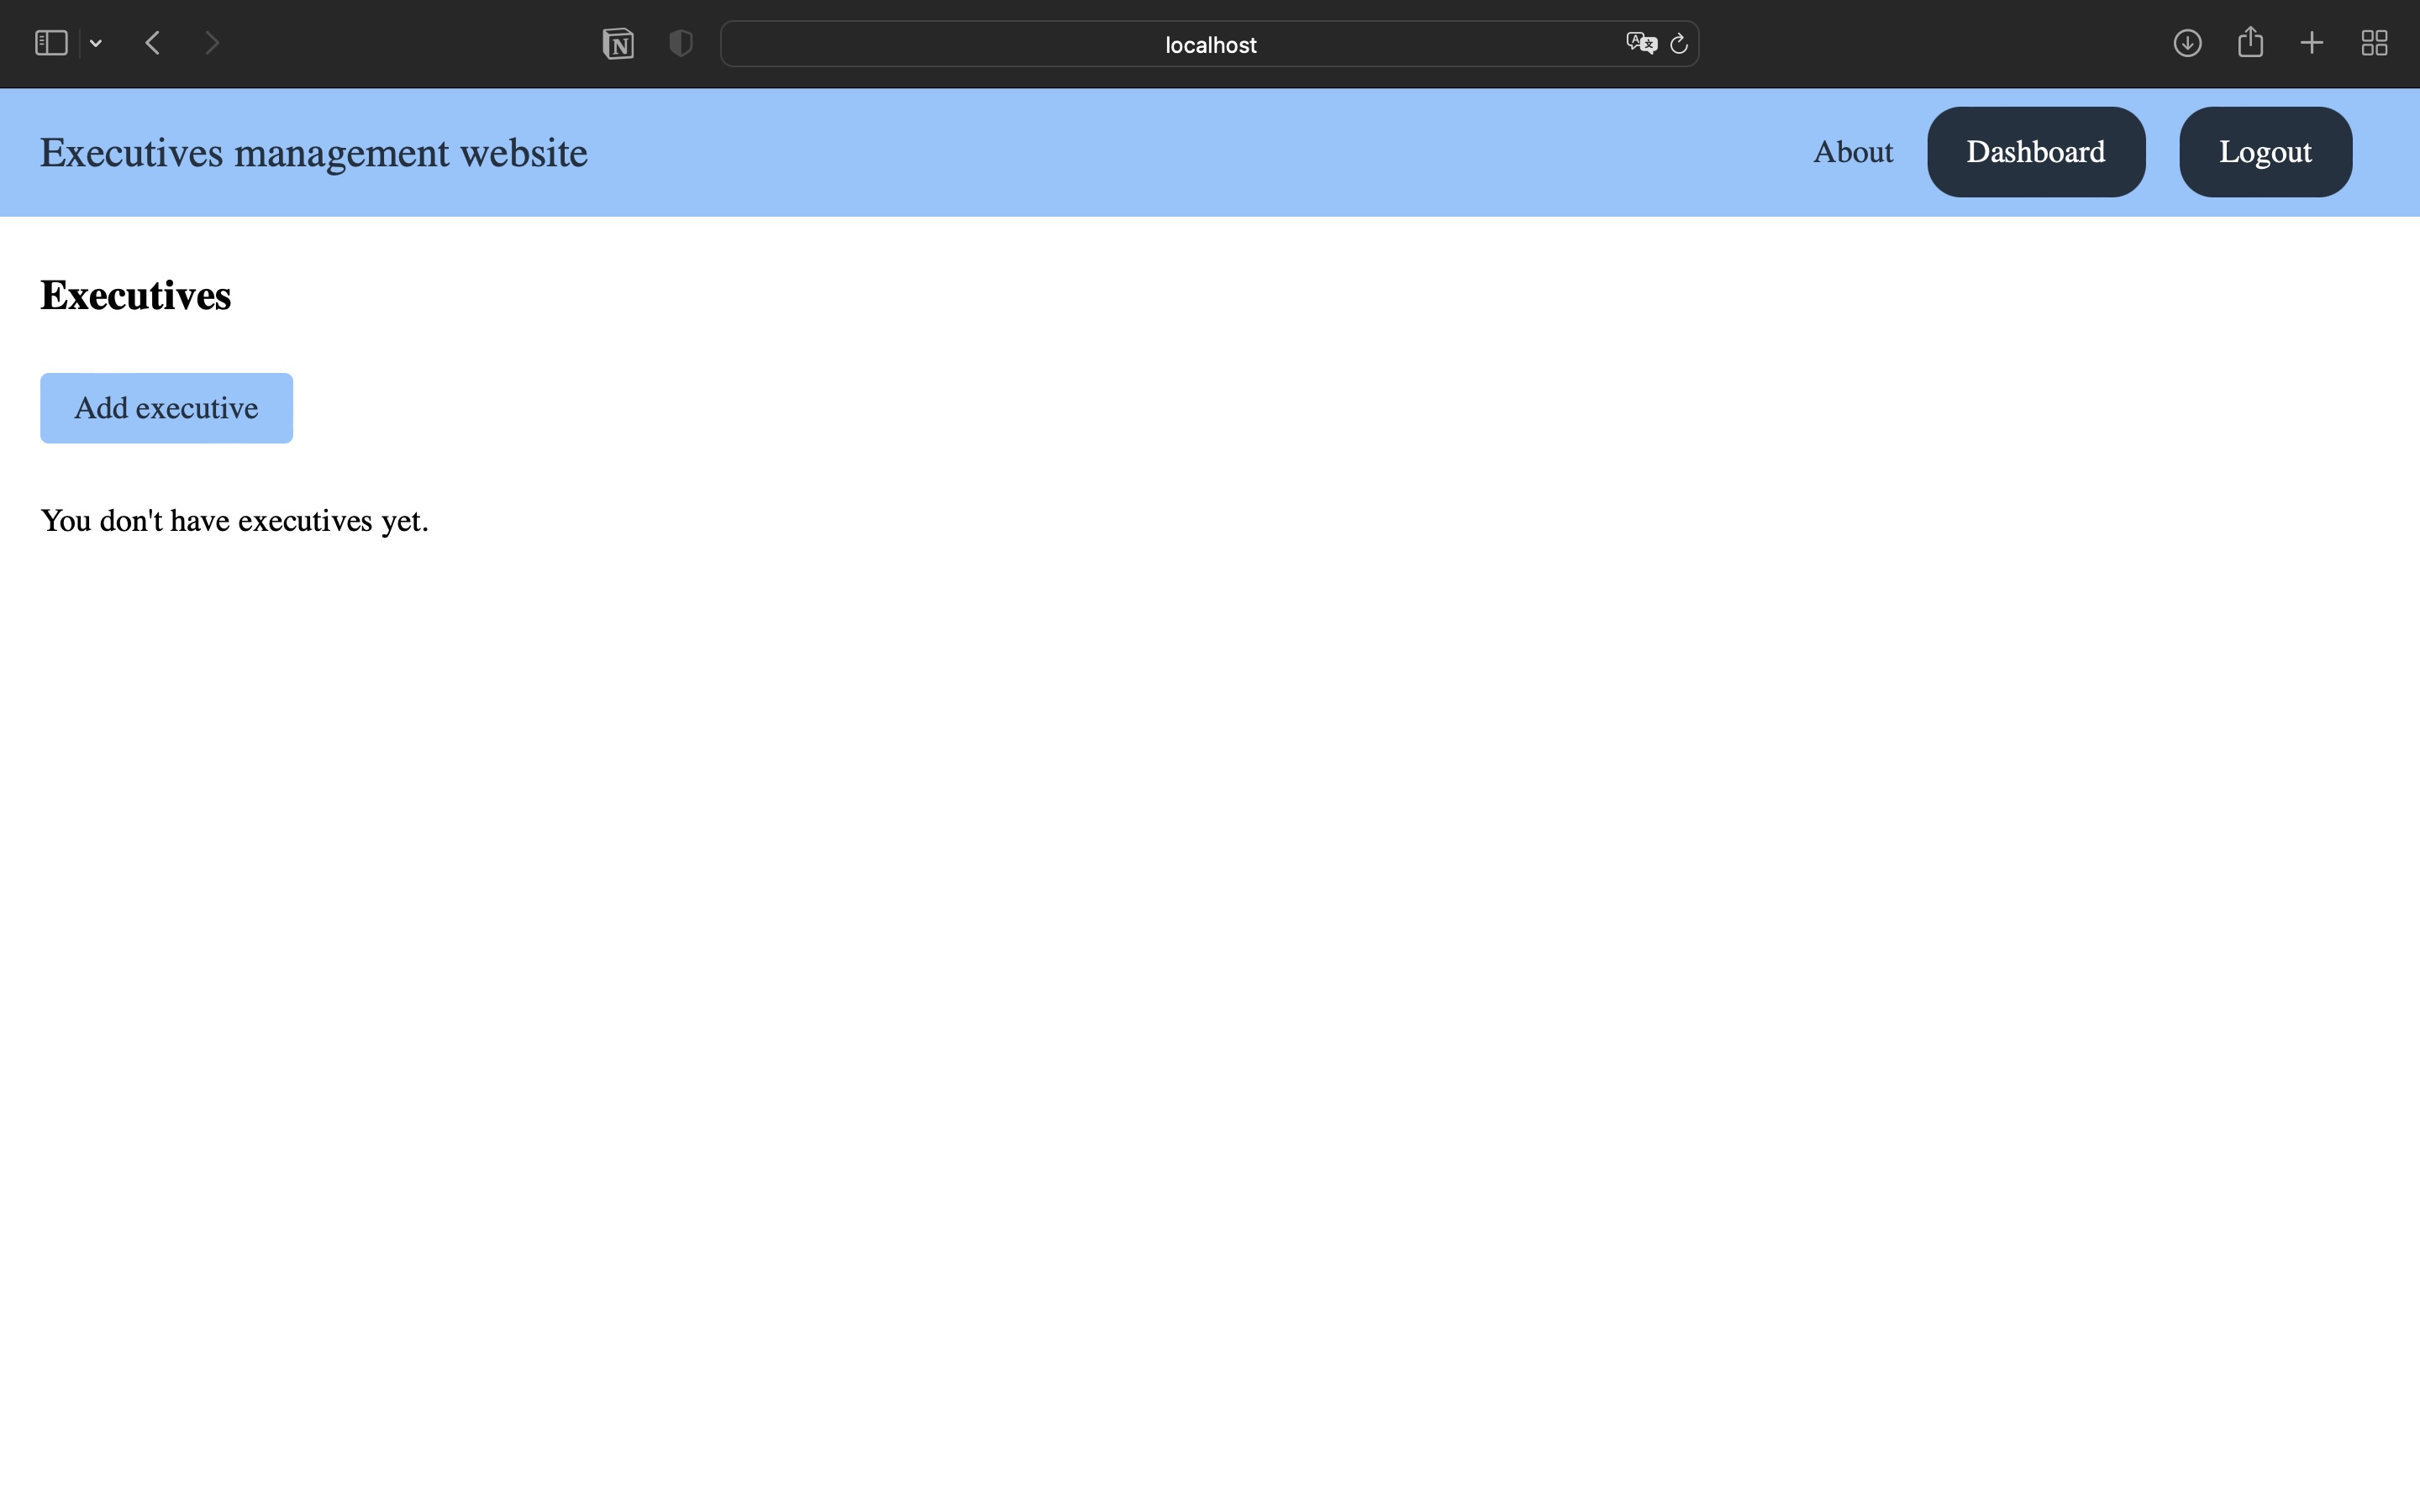 localhost
Executives management website
About
Dashboard
Logout
Executives
Add executive
You don't have executives yet.